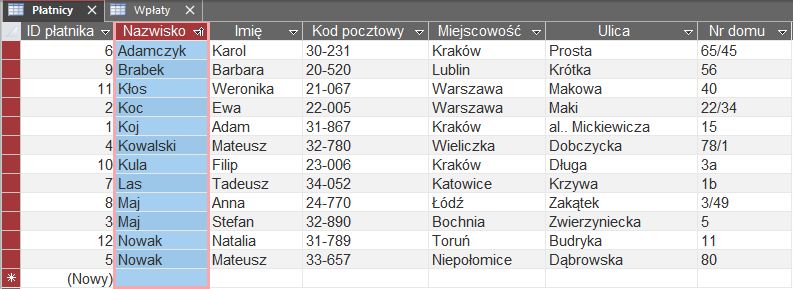 Płatnicy Wpłaty
ID płatnika Nazwisko Imię Kod pocztowy Miejscowość Ulica Nr domu
6 Adamczyk Karol 30-231 Kraków Prosta 65/45
9 Brabek Barbara 20-520 Lublin Krótka 56
11 Kłos Weronika 21-067 Warszawa Makowa 40
2 Koc Ewa 22-005 Warszawa Maki 22/34
1 Koj Adam 31-867 Kraków al.. Mickiewicza 15
4 Kowalski Mateusz 32-780 Wieliczka Dobczycka 78/1
10 Kula Filip 23-006 Kraków Długa 3a
7 Las Tadeusz 34-052 Katowice Krzywa 1b
8 Maj Anna 24-770 Łódź Zakątek 3/49
3 Maj Stefan 32-890 Bochnia Zwierzyniecka 5
12 Nowak Natalia 31-789 Toruń Budryka 11
5 Nowak Mateusz 33-657 Niepołomice Dąbrowska 80
(Nowy)